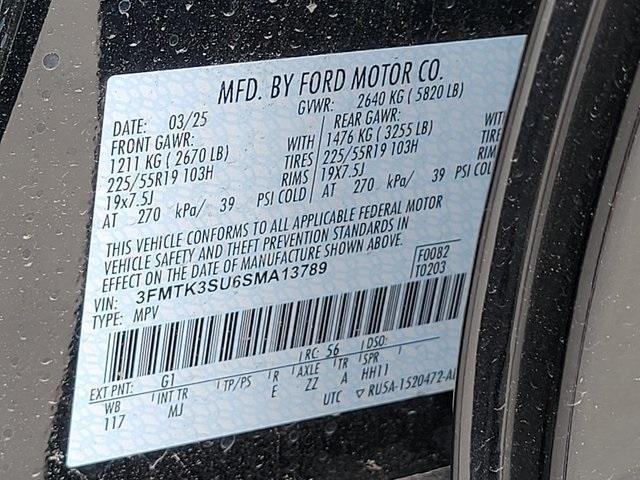 MFD. BY FORD MOTOR CO.
DATE: 03/25 GVWR: 2640 KG ( 5820 LB)
FRONT GAWR: REAR GAWR:
1211 KG ( 2670 LB) WITH 1476 KG ( 3255 LB)
225/55R19 103H TIRES 225/55R19 103H
19x7.5J RIMS 19X7.5J
AT 270 kPa/ 39 PSI COLD AT 270 kPa/ 39 PSI COL
THIS VEHICLE CONFORMS TO ALL APPLICABLE FEDERAL MOTOR
VEHICLE SAFETY AND THEFT PREVENTION STANDARDS IN
EFFECT ON THE DATE OF MANUFACTURE SHOWN ABOVE.
F0082
T0203
VIN: 3FMTK3SU6SMA13789
TYPE: MPV
RC: 56 DSO:
EXT PNT: G1
WB INT TR TP/PS R AXLE TR SPR
117 MJ E ZZ A HH11
UTC ▽ RU5A-1520472-A